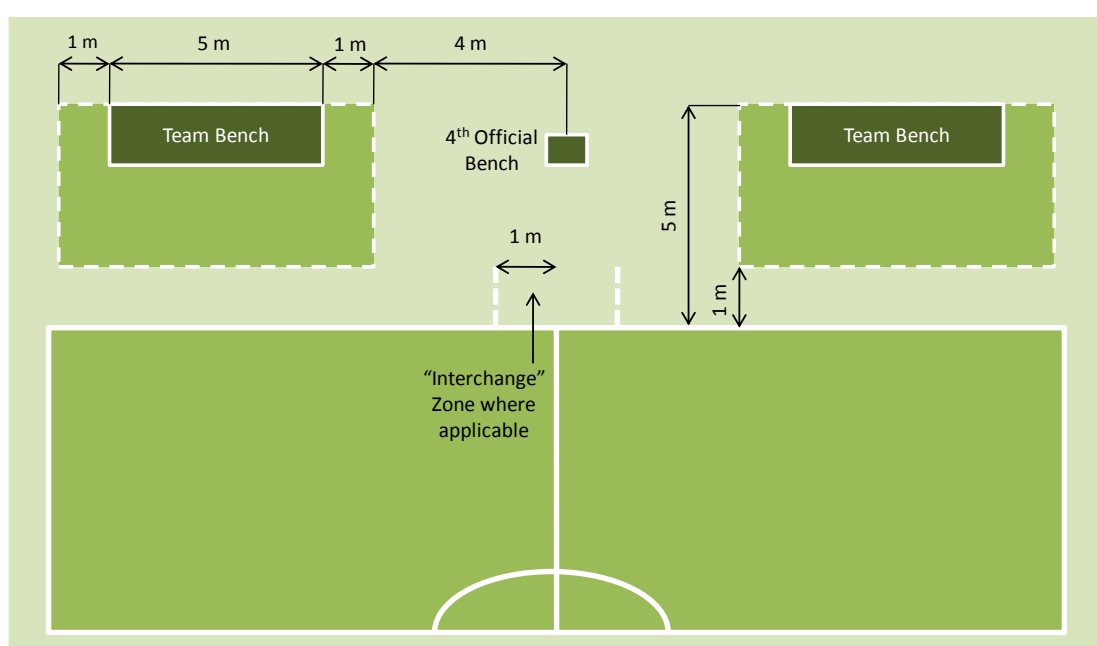 1 m
5 m
1 m
4 m
Team Bench
4th Official
Bench
Team Bench
5 m
1 m
1 m
“Interchange”
Zone where
applicable